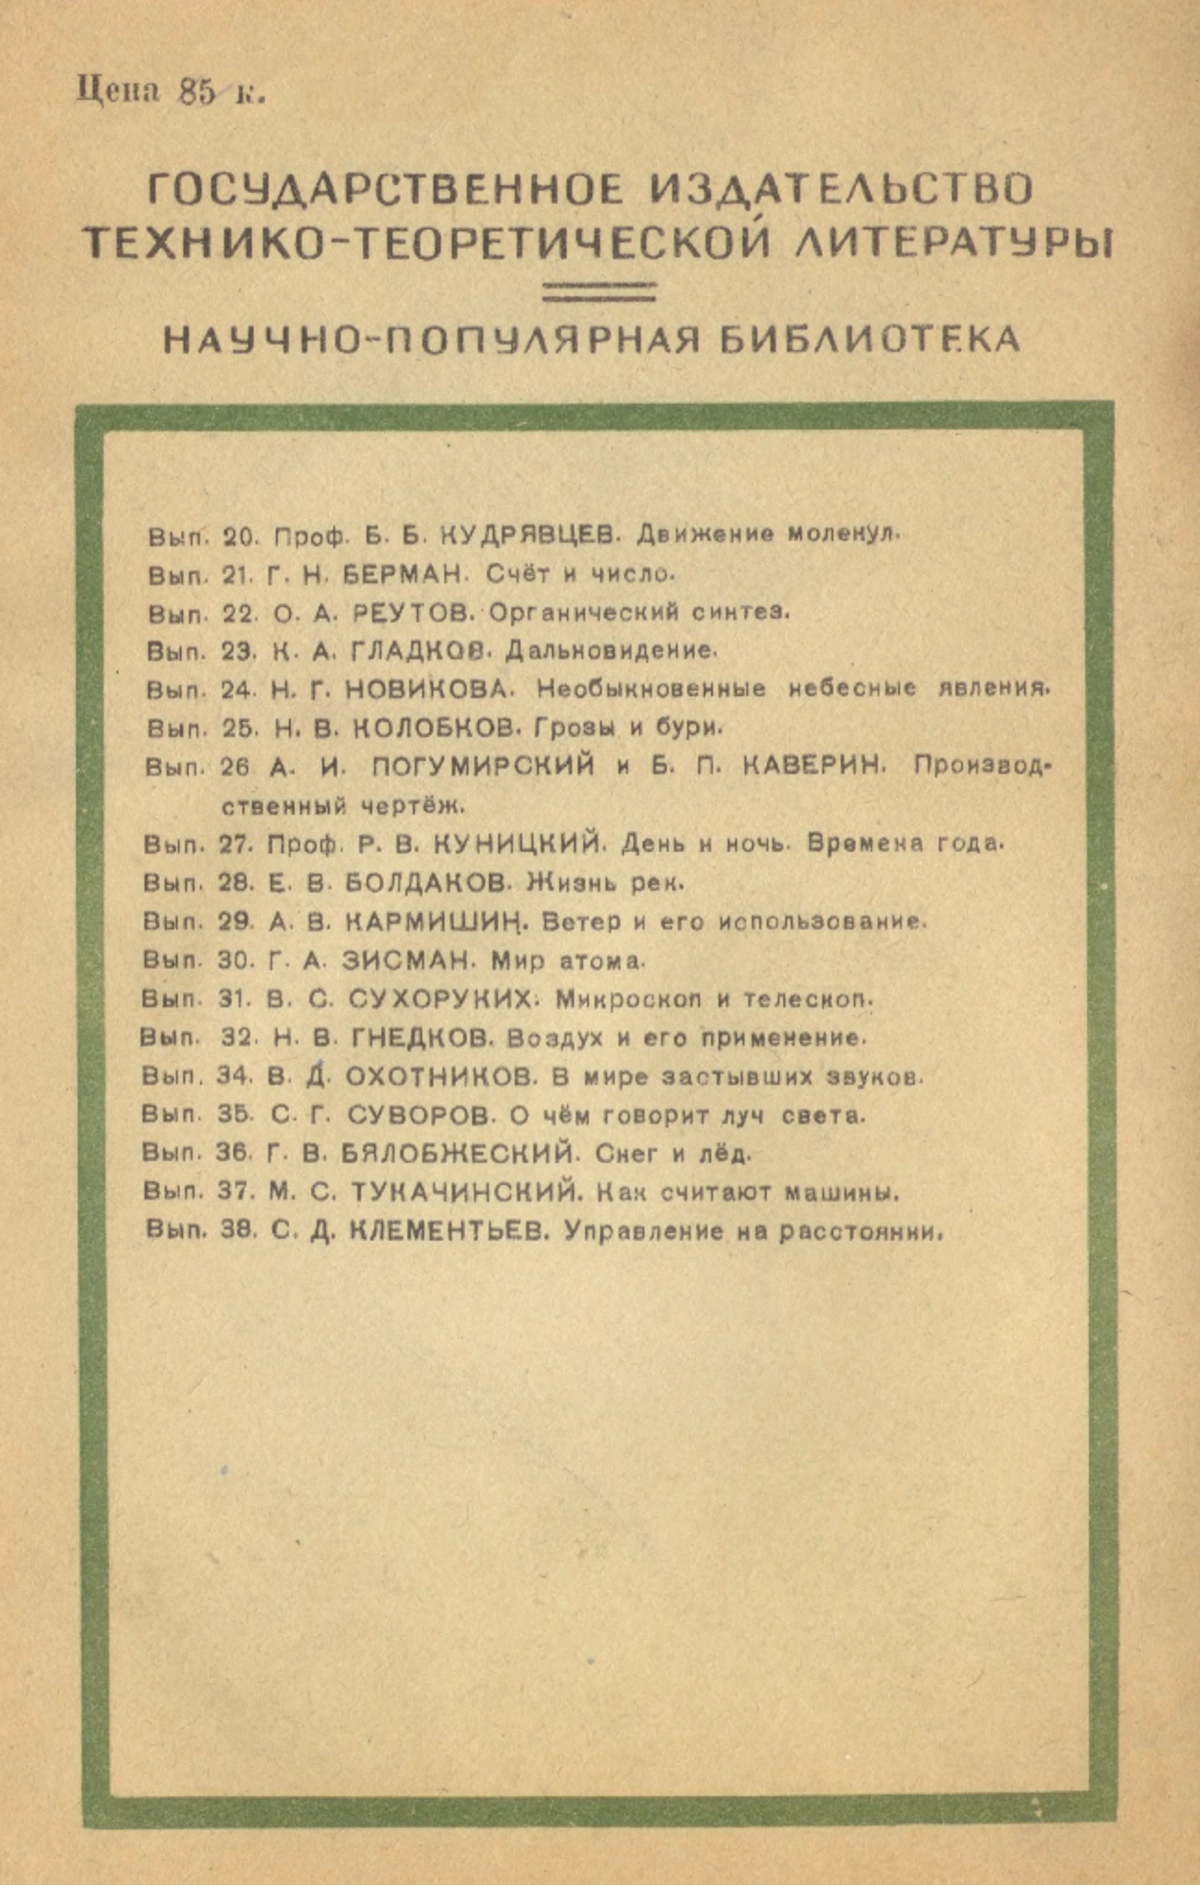 Цена 85 к.
ГОСУДАРСТВЕННОЕ ИЗДАТЕЛЬСТВО
ТЕХНИКО-ТЕОРЕТИЧЕСКОЙ ЛИТЕРАТУРЫ
НАУЧНО-ПОПУЛЯРНАЯ БИБЛИОТЕКА
Вып. 20. Проф. Б. Б. КУДРЯВЦЕВ. Движение молекул.
Вып. 21. Г. Н. БЕРМАН. Счёт и число.
Вып. 22. О. А. РЕУТОВ. Органический синтез.
Вып. 23. К. А. ГЛАДКОВ. Дальновидение.
Вып. 24. Н. Г. НОВИКОВА. Необыкновенные небесные явления.
Вып. 25. Н. В. КОЛОБКОВ. Грозы и бури.
Вып. 26 А. И. ПОГУМИРСКИЙ и Б. П. КАВЕРИН. Производ-
ственный чертёж.
Вып. 27. Проф. Р. В. КУНИЦКИЙ. День и ночь. Времена года.
Вып. 28. Е. В. БОЛДАКОВ. Жизнь рек.
Вып. 29. А. В. КАРМИШИН. Ветер и его использование.
Вып. 30. Г. А. ЗИСМАН. Мир атома.
Вып. 31. В. С. СУХОРУКИХ. Микроскоп и телескоп.
Вып. 32. Н. В. ГНЕДКОВ. Воздух и его применение.
Вып. 34. В. Д. ОХОТНИКОВ. В мире застывших звуков.
Вып. 35. С. Г. СУВОРОВ. О чём говорит луч света.
Вып. 36. Г. В. БЯЛОБЖЕСКИЙ. Снег и лёд.
Вып. 37. М. С. ТУКАЧИНСКИЙ. Как считают машины.
Вып. 38. С. Д. КЛЕМЕНТЬЕВ. Управление на расстоянии.